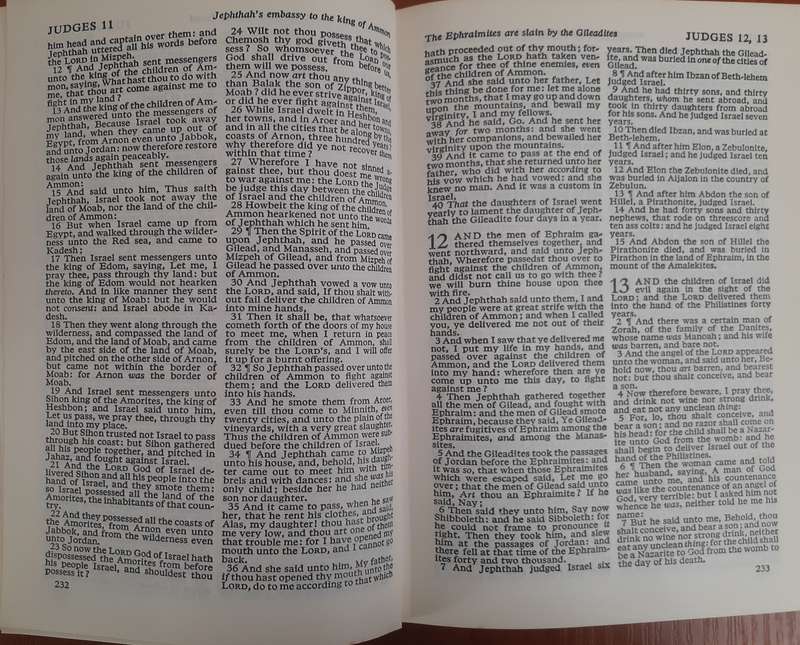 JUDGES 11
Jephthah's embassy to the king of Ammon
him head and captain over them: and
Jephthah uttered all his words before
the LORD in Mizpeh.
12 ¶ And Jephthah sent messengers
unto the king of the children of Am-
mon, saying, What hast thou to do with
me, that thou art come against me to
fight in my land?
13 And the king of the children of Am-
mon answered unto the messengers of
Jephthah, Because Israel took away
my land, when they came up out of
Egypt, from Arnon even unto Jabbok,
and unto Jordan: now therefore restore
those lands again peaceably.
14 And Jephthah sent messengers
again unto the king of the children of
Ammon:
15 And said unto him, Thus saith
Jephthah, Israel took not away the
land of Moab, nor the land of the chil-
dren of Ammon:
16 But when Israel came up from
Egypt, and walked through the wilder-
ness unto the Red sea, and came to
Kadesh;
17 Then Israel sent messengers unto
the king of Edom, saying, Let me, I
pray thee, pass through thy land: but
the king of Edom would not hearken
thereto. And in like manner they sent
unto the king of Moab: but he would
not consent: and Israel abode in Ka-
desh.
18 Then they went along through the
wilderness, and compassed the land of
Edom, and the land of Moab, and came
by the east side of the land of Moab,
and pitched on the other side of Arnon,
but came not within the border of
Moab: for Arnon was the border of
Moab.
19 And Israel sent messengers unto
Sihon king of the Amorites, the king of
Heshbon; and Israel said unto him,
Let us pass, we pray thee, through thy
land into my place.
20 But Sihon trusted not Israel to pass
through his coast: but Sihon gathered
all his people together, and pitched in
Jahaz, and fought against Israel.
21 And the LORD God of Israel de-
livered Sihon and all his people into the
hand of Israel, and they smote them:
so Israel possessed all the land of the
Amorites, the inhabitants of that coun-
try.
22 And they possessed all the coasts of
the Amorites, from Arnon even unto
Jabbok, and from the wilderness even
unto Jordan.
23 So now the LORD God of Israel hath
dispossessed the Amorites from before
his people Israel, and shouldest thou
possess it?
232
24 Wilt not thou possess that which
Chemosh thy god giveth thee to pos-
sess? So whomsoever the LORD our
God shall drive out from before us,
them will we possess.
25 And now art thou any thing better
than Balak the son of Zippor, king of
Moab? did he ever strive against Israel,
or did he ever fight against them,
26 While Israel dwelt in Heshbon and
her towns, and in Aroer and her towns,
and in all the cities that be along by the
coasts of Arnon, three hundred years?
why therefore did ye not recover them
within that time?
27 Wherefore I have not sinned a-
gainst thee, but thou doest me wrong
to war against me: the LORD the Judge
be judge this day between the children
of Israel and the children of Ammon.
28 Howbeit the king of the children of
Ammon hearkened not unto the words
of Jephthah which he sent him.
29 ¶ Then the Spirit of the LORD came
upon Jephthah, and he passed over
Gilead, and Manasseh, and passed over
Mizpeh of Gilead, and from Mizpeh of
Gilead he passed over unto the children
of Ammon.
30 And Jephthah vowed a vow unto
the LORD, and said, If thou shalt with-
out fail deliver the children of Ammon
into mine hands,
31 Then it shall be, that whatsoever
cometh forth of the doors of my house
to meet me, when I return in peace
from the children of Ammon, shall
surely be the LORD's, and I will offer
it up for a burnt offering.
32 ¶ So Jephthah passed over unto the
children of Ammon to fight against
them; and the LORD delivered them
into his hands.
33 And he smote them from Aroer,
even till thou come to Minnith, even
twenty cities, and unto the plain of the
vineyards, with a very great slaughter.
Thus the children of Ammon were sub-
dued before the children of Israel.
34 ¶ And Jephthah came to Mizpeh
unto his house, and, behold, his daugh-
ter came out to meet him with tim-
brels and with dances: and she was his
only child; beside her he had neither
son nor daughter.
35 And it came to pass, when he saw
her, that he rent his clothes, and said,
Alas, my daughter! thou hast brought
me very low, and thou art one of them
that trouble me: for I have opened my
mouth unto the LORD, and I cannot go
back.
36 And she said unto him, My father,
if thou hast opened thy mouth unto the
LORD, do to me according to that which
The Ephraimites are slain by the Gileadites
JUDGES 12, 13
hath proceeded out of thy mouth; for-
asmuch as the LORD hath taken ven-
geance for thee of thine enemies, even
of the children of Ammon.
37 And she said unto her father, Let
this thing be done for me: let me alone
two months, that I may go up and down
upon the mountains, and bewail my
virginity, I and my fellows.
38 And he said, Go. And he sent her
away for two months: and she went
with her companions, and bewailed her
virginity upon the mountains.
39 And it came to pass at the end of
two months, that she returned unto her
father, who did with her according to
his vow which he had vowed: and she
knew no man. And it was a custom in
Israel,
40 That the daughters of Israel went
yearly to lament the daughter of Jeph-
thah the Gileadite four days in a year.
12 AND the men of Ephraim ga-
thered themselves together, and
went northward, and said unto Jeph-
thah, Wherefore passedst thou over to
fight against the children of Ammon,
and didst not call us to go with thee?
we will burn thine house upon thee
with fire.
2 And Jephthah said unto them, I and
my people were at great strife with the
children of Ammon; and when I called
you, ye delivered me not out of their
hands.
3 And when I saw that ye delivered me
not, I put my life in my hands, and
passed over against the children of
Ammon, and the LORD delivered them
into my hand: wherefore then are ye
come up unto me this day, to fight
against me?
4 Then Jephthah gathered together
all the men of Gilead, and fought with
Ephraim: and the men of Gilead smote
Ephraim, because they said, Ye Gilead-
ites are fugitives of Ephraim among the
Ephraimites, and among the Manas-
sites.
5 And the Gileadites took the passages
of Jordan before the Ephraimites: and
it was so, that when those Ephraimites
which were escaped said, Let me go
over; that the men of Gilead said unto
him, Art thou an Ephraimite? If he
said, Nay;
6 Then said they unto him, Say now
Shibboleth: and he said Sibboleth: for
he could not frame to pronounce it
right. Then they took him, and slew
him at the passages of Jordan: and
there fell at that time of the Ephraim-
ites forty and two thousand.
7 And Jephthah judged Israel six
years. Then died Jephthah the Gilead-
ite, and was buried in one of the cities of
Gilead.
8 ¶ And after him Ibzan of Beth-lehem
judged Israel.
9 And he had thirty sons, and thirty
daughters, whom he sent abroad, and
took in thirty daughters from abroad
for his sons. And he judged Israel seven
years.
10 Then died Ibzan, and was buried at
Beth-lehem.
11 ¶ And after him Elon, a Zebulonite,
judged Israel; and he judged Israel ten
years.
12 And Elon the Zebulonite died, and
was buried in Aijalon in the country of
Zebulun.
13 ¶ And after him Abdon the son of
Hillel, a Pirathonite, judged Israel.
14 And he had forty sons and thirty
nephews, that rode on threescore and
ten ass colts: and he judged Israel eight
years.
15 And Abdon the son of Hillel the
Pirathonite died, and was buried in
Pirathon in the land of Ephraim, in the
mount of the Amalekites.
13 AND the children of Israel did
evil again in the sight of the
LORD; and the LORD delivered them
into the hand of the Philistines forty
years.
2 ¶ And there was a certain man of
Zorah, of the family of the Danites,
whose name was Manoah; and his wife
was barren, and bare not.
3 And the angel of the LORD appeared
unto the woman, and said unto her, Be-
hold now, thou art barren, and bearest
not: but thou shalt conceive, and bear
a son.
4 Now therefore beware, I pray thee,
and drink not wine nor strong drink,
and eat not any unclean thing:
5 For, lo, thou shalt conceive, and
bear a son; and no razor shall come on
his head: for the child shall be a Nazar-
ite unto God from the womb: and he
shall begin to deliver Israel out of the
hand of the Philistines.
6 ¶ Then the woman came and told
her husband, saying, A man of God
came unto me, and his countenance
was like the countenance of an angel of
God, very terrible: but I asked him not
whence he was, neither told he me his
name:
7 But he said unto me, Behold, thou
shalt conceive, and bear a son; and now
drink no wine nor strong drink, neither
eat any unclean thing: for the child shall
be a Nazarite to God from the womb to
the day of his death.
233